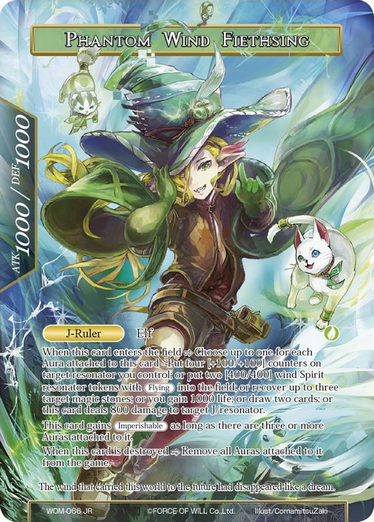 Phantom Wind Fiethsing
ATK 1000 / DEF 1000
J-Ruler Elf
When this card enters the field ⇨ Choose up to one for each
Aura attached to this card - Put four [+100/+100] counters on
target resonator you control; or put two [400/400] wind Spirit
resonator tokens with Flying into the field; or recover up to three
target magic stones; or you gain 1000 life; or draw two cards; or
this card deals 800 damage to target J/resonator.
This card gains Imperishable as long as there are three or more
Auras attached to it.
When this card is destroyed ⇨ Remove all Auras attached to it
from the game.
The wind that carried this world to the future had disappeared like a dream.
WOM-066 JR ©FORCE OF WILL Co.,Ltd. Illust/ComamitsuZaki